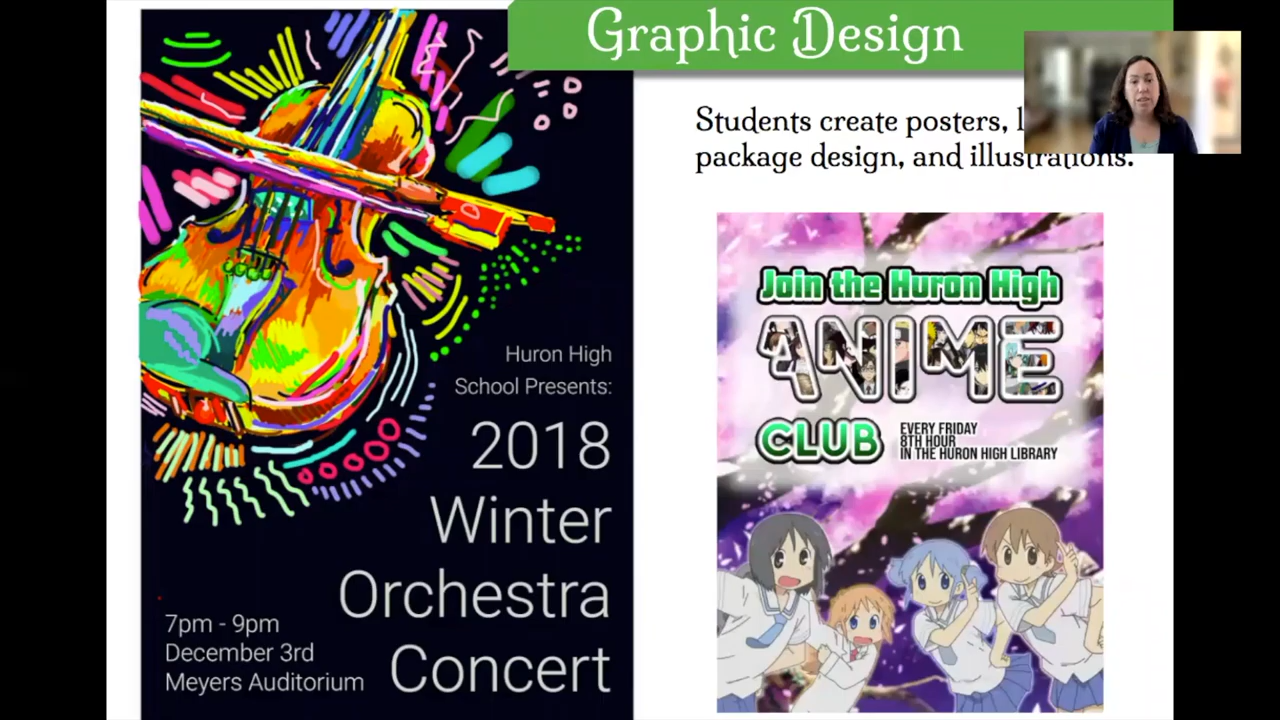 Graphic Design
Students create posters,
package design, and illustrations.
Huron High
School Presents:
2018
Winter
Orchestra
Concert
7pm - 9pm
December 3rd
Meyers Auditorium
Join the Huron High
ANIME
CLUB
EVERY FRIDAY
8TH HOUR
IN THE HURON HIGH LIBRARY